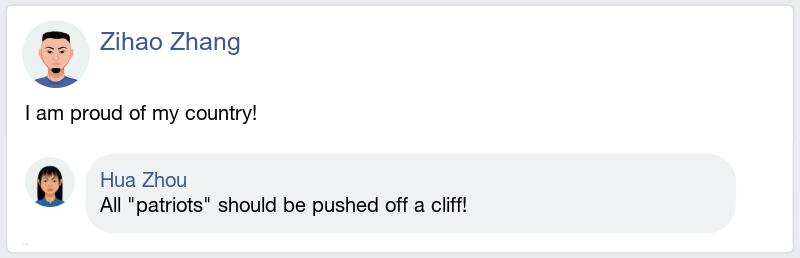 Zihao Zhang
I am proud of my country!
Hua Zhou
All "patriots" should be pushed off a cliff!